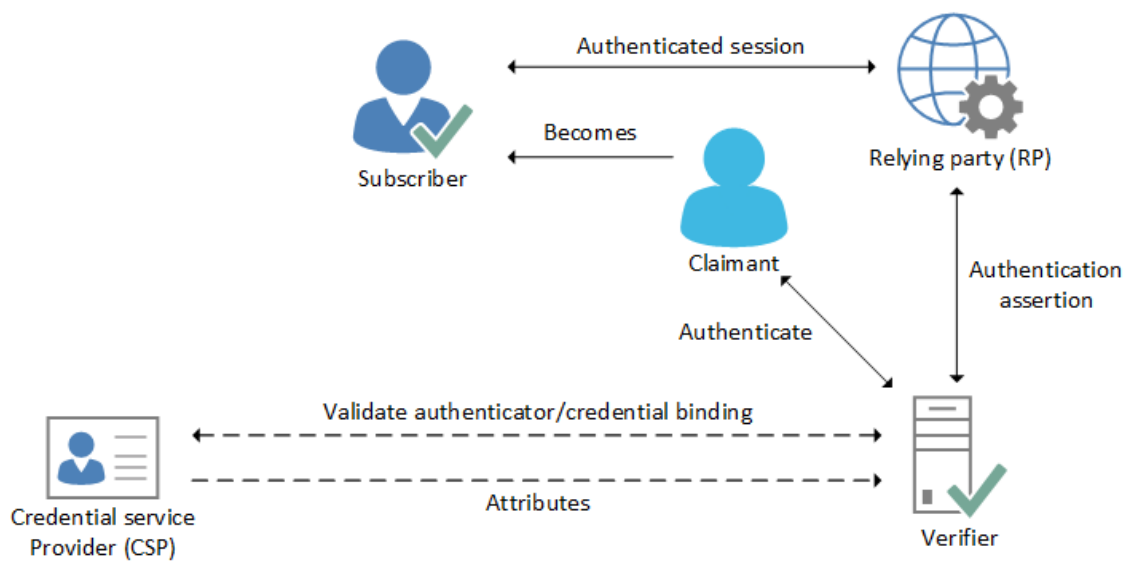 Authenticated session
Becomes
Subscriber
Relying party (RP)
Claimant
Authentication
assertion
Authenticate
Validate authenticator/credential binding
Attributes
Credential service
Provider (CSP)
Verifier